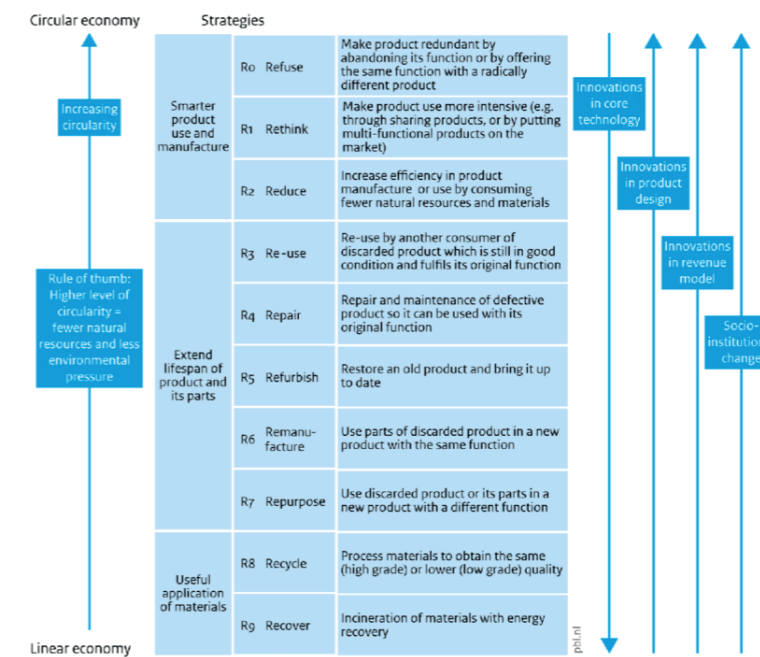 Circular economy
Strategies
Increasing
circularity
Rule of thumb:
Higher level of
circularity =
fewer natural
resources and less
environmental
pressure
Linear economy
Smarter
product
use and
manufacture
R0 Refuse
Make product redundant by
abandoning its function or by offering
the same function with a radically
different product
R1 Rethink
Make product use more intensive (e.g.
through sharing products, or by putting
multi-functional products on the
market)
R2 Reduce
Increase efficiency in product
manufacture or use by consuming
fewer natural resources and materials
Extend
lifespan of
product and
its parts
R3 Re-use
Re-use by another consumer of
discarded product which is still in good
condition and fulfils its original function
R4 Repair
Repair and maintenance of defective
product so it can be used with its
original function
R5 Refurbish
Restore an old product and bring it up
to date
R6 Remanu-
facture
Use parts of discarded product in a new
product with the same function
R7 Repurpose
Use discarded product or its parts in a
new product with a different function
Useful
application
of materials
R8 Recycle
Process materials to obtain the same
(high grade) or lower (low grade) quality
R9 Recover
Incineration of materials with energy
recovery
pbl.nl
Innovations
in core
technology
Innovations
in product
design
Innovations
in revenue
model
Socio-
institution
change